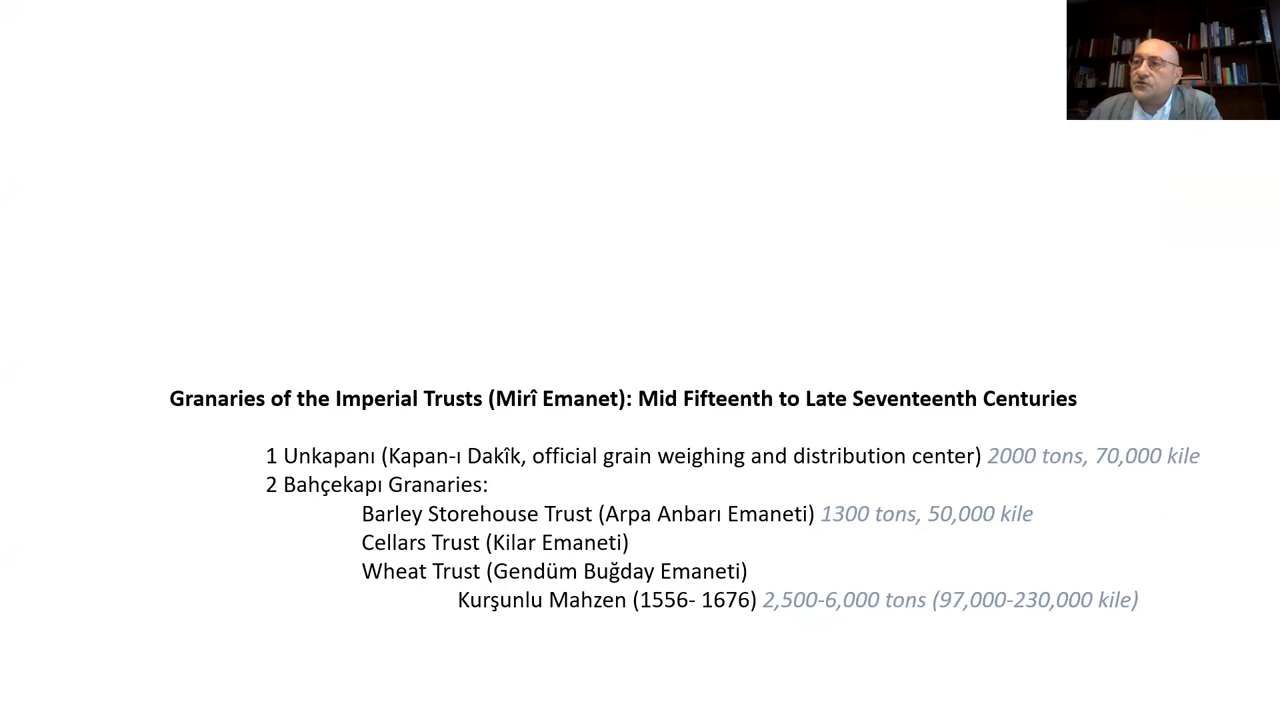 Granaries of the Imperial Trusts (Mirî Emanet): Mid Fifteenth to Late Seventeenth Centuries
1 Unkapanı (Kapan-ı Dakîk, official grain weighing and distribution center) 2000 tons, 70,000 kile
2 Bahçekapı Granaries:
Barley Storehouse Trust (Arpa Anbarı Emaneti) 1300 tons, 50,000 kile
Cellars Trust (Kilar Emaneti)
Wheat Trust (Gendüm Buğday Emaneti)
Kurşunlu Mahzen (1556- 1676) 2,500-6,000 tons (97,000-230,000 kile)